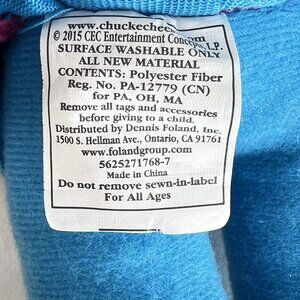 www.chuckechees
© 2015 CEC Entertainment Concepts, L.P.
SURFACE WASHABLE ONLY
ALL NEW MATERIAL
CONTENTS: Polyester Fiber
Reg. No. PA-12779 (CN)
for PA, OH, MA
Remove all tags and accessories
before giving to a child.
Distributed by Dennis Foland, Inc.
1500 S. Hellman Ave., Ontario, CA 91761
www.folandgroup.com
5625271768-7
Made in China
Do not remove sewn-in-label
For All Ages